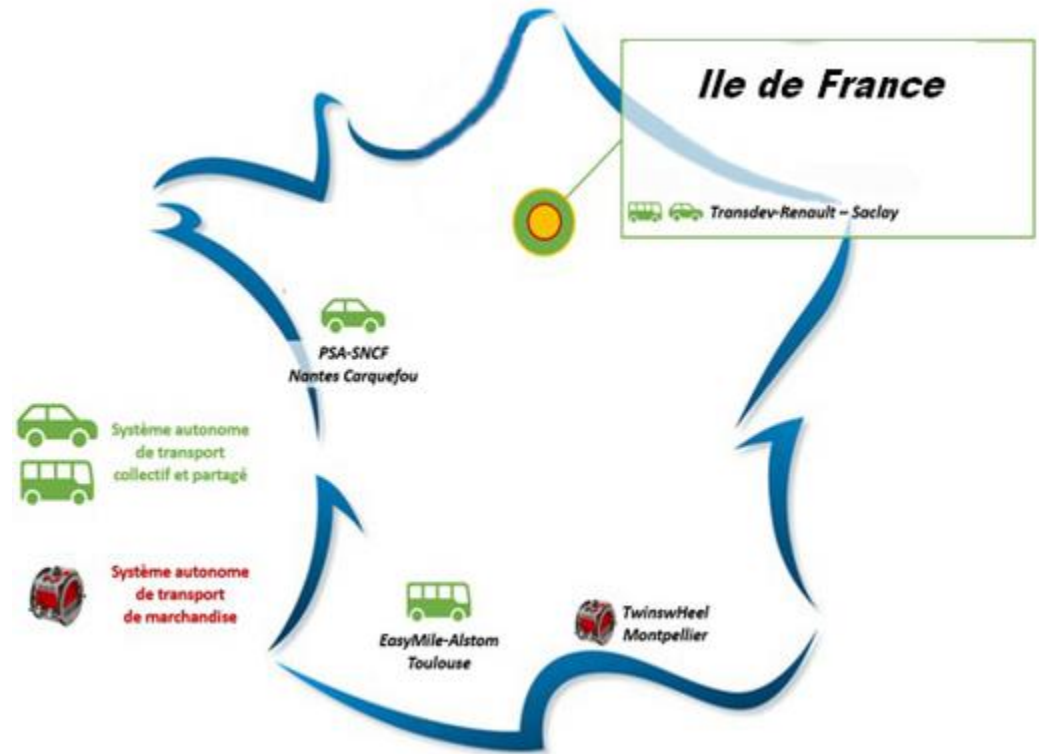 Ile de France
Transdev-Renault – Saclay
PSA-SNCF
Nantes Carquefou
Système autonome
de transport
collectif et partagé
Système autonome
de transport
de marchandise
EasyMile-Alstom
Toulouse
TwinswHeel
Montpellier